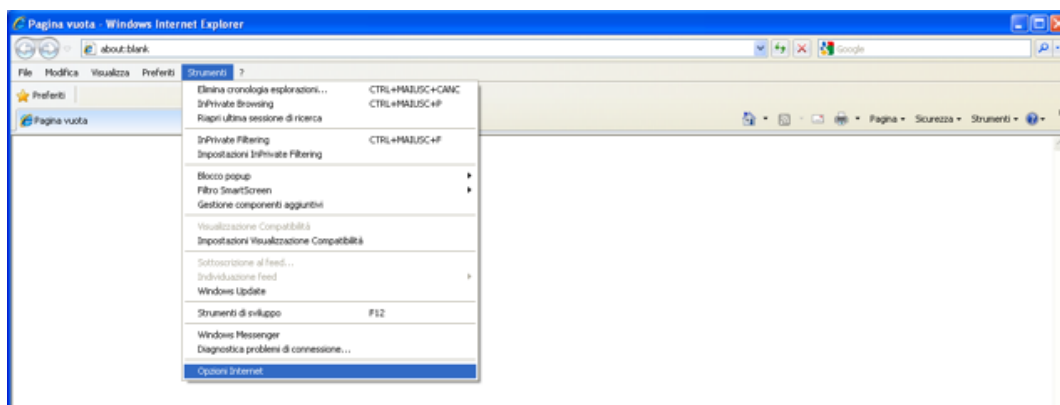 Pagina vuota - Windows Internet Explorer
about:blank
Google
File Modifica Visualizza Preferiti Strumenti ?
Preferiti
Pagina vuota
Pagina Sicurezza Strumenti
Elimina cronologia esplorazioni... CTRL+MAIUSC+CANC
InPrivate Browsing CTRL+MAIUSC+P
Riapri ultima sessione di ricerca
InPrivate Filtering CTRL+MAIUSC+F
Impostazioni InPrivate Filtering
Blocco popup
Filtro SmartScreen
Gestione componenti aggiuntivi
Visualizzazione Compatibilità
Impostazioni Visualizzazione Compatibilità
Sottoscrizione al feed...
Individuazione feed
Windows Update
Strumenti di sviluppo F12
Windows Messenger
Diagnostica problemi di connessione...
Opzioni Internet